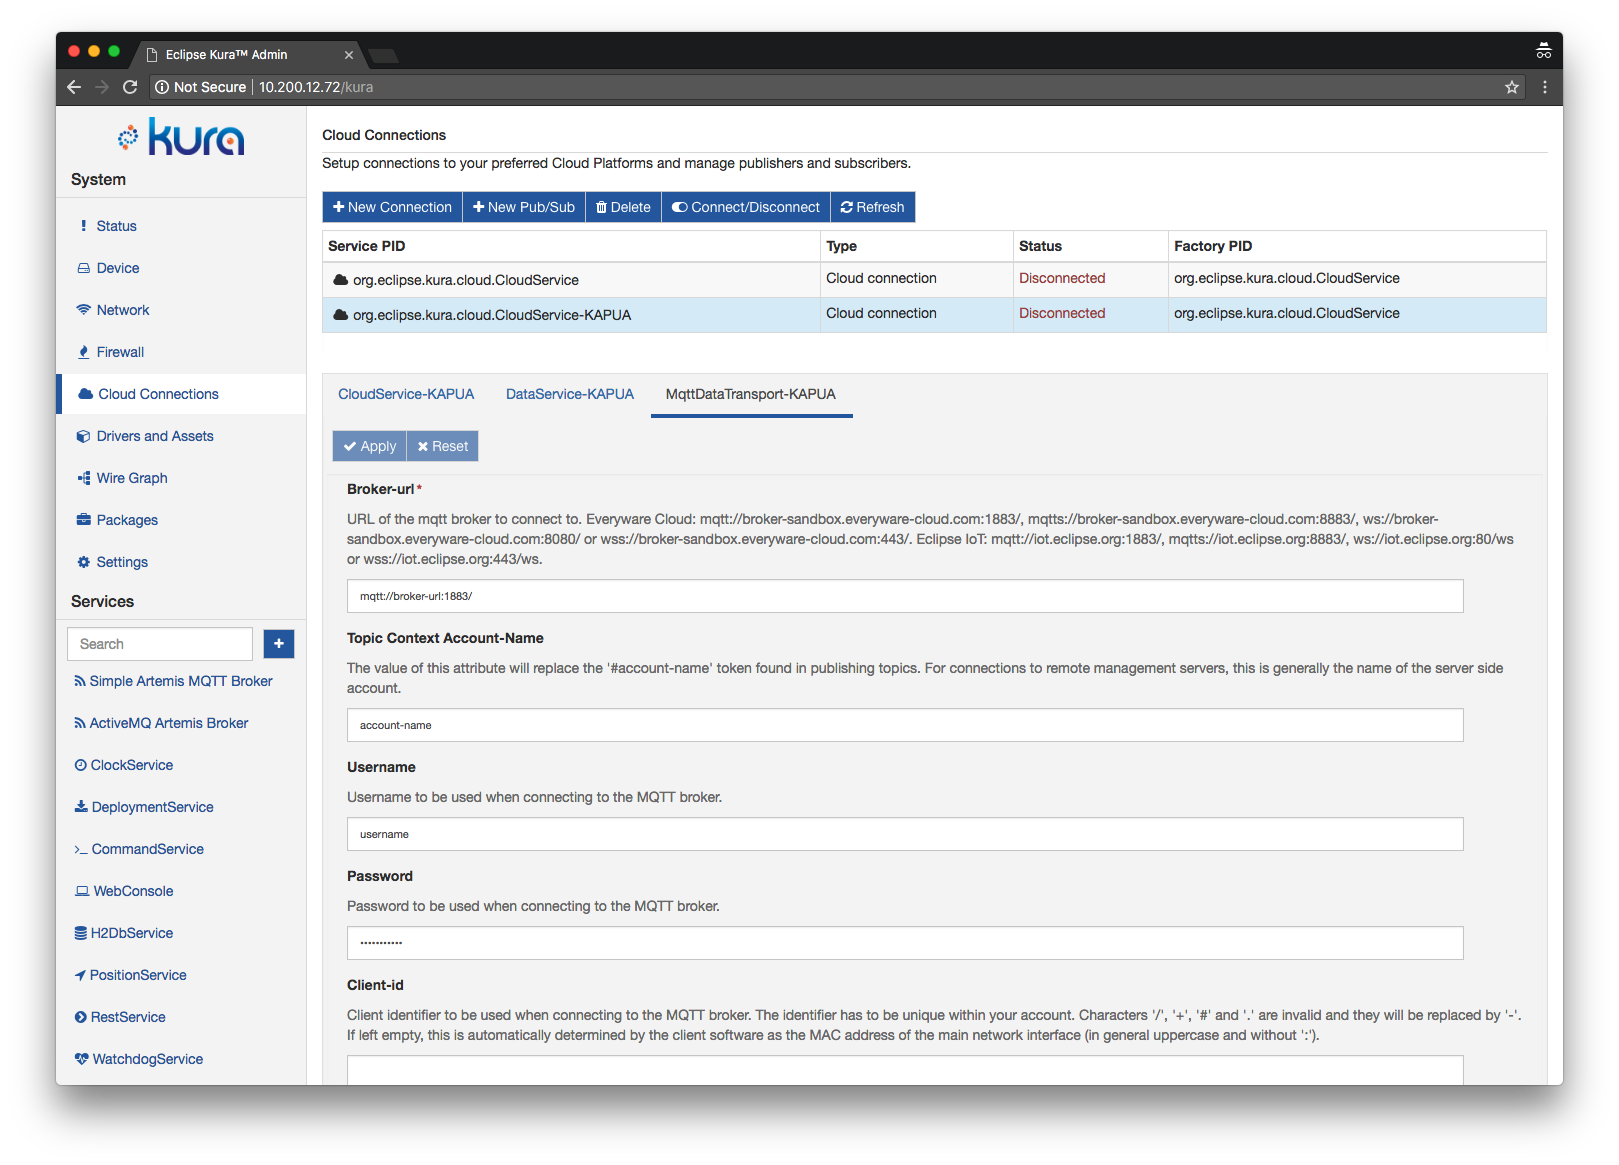 Eclipse Kura™ Admin
Not Secure | 10.200.12.72/kura
kura
System
Status
Device
Network
Firewall
Cloud Connections
Drivers and Assets
Wire Graph
Packages
Settings
Services
Search
Simple Artemis MQTT Broker
ActiveMQ Artemis Broker
ClockService
DeploymentService
CommandService
WebConsole
H2DbService
PositionService
RestService
WatchdogService
Cloud Connections
Setup connections to your preferred Cloud Platforms and manage publishers and subscribers.
New Connection New Pub/Sub Delete Connect/Disconnect Refresh
Service PID Type Status Factory PID
org.eclipse.kura.cloud.CloudService Cloud connection Disconnected org.eclipse.kura.cloud.CloudService
org.eclipse.kura.cloud.CloudService-KAPUA Cloud connection Disconnected org.eclipse.kura.cloud.CloudService
CloudService-KAPUA DataService-KAPUA MqttDataTransport-KAPUA
Apply Reset
Broker-url*
URL of the mqtt broker to connect to. Everyware Cloud: mqtt://broker-sandbox.everyware-cloud.com:1883/, mqtts://broker-sandbox.everyware-cloud.com:8883/, ws://broker-
sandbox.everyware-cloud.com:8080/ or wss://broker-sandbox.everyware-cloud.com:443/. Eclipse IoT: mqtt://iot.eclipse.org:1883/, mqtts://iot.eclipse.org:8883/, ws://iot.eclipse.org:80/ws
or wss://iot.eclipse.org:443/ws.
mqtt://broker-url:1883/
Topic Context Account-Name
The value of this attribute will replace the '#account-name' token found in publishing topics. For connections to remote management servers, this is generally the name of the server side
account.
account-name
Username
Username to be used when connecting to the MQTT broker.
username
Password
Password to be used when connecting to the MQTT broker.
•••••••••••
Client-id
Client identifier to be used when connecting to the MQTT broker. The identifier has to be unique within your account. Characters '/', '+', '#' and '.' are invalid and they will be replaced by '-'.
If left empty, this is automatically determined by the client software as the MAC address of the main network interface (in general uppercase and without ':').